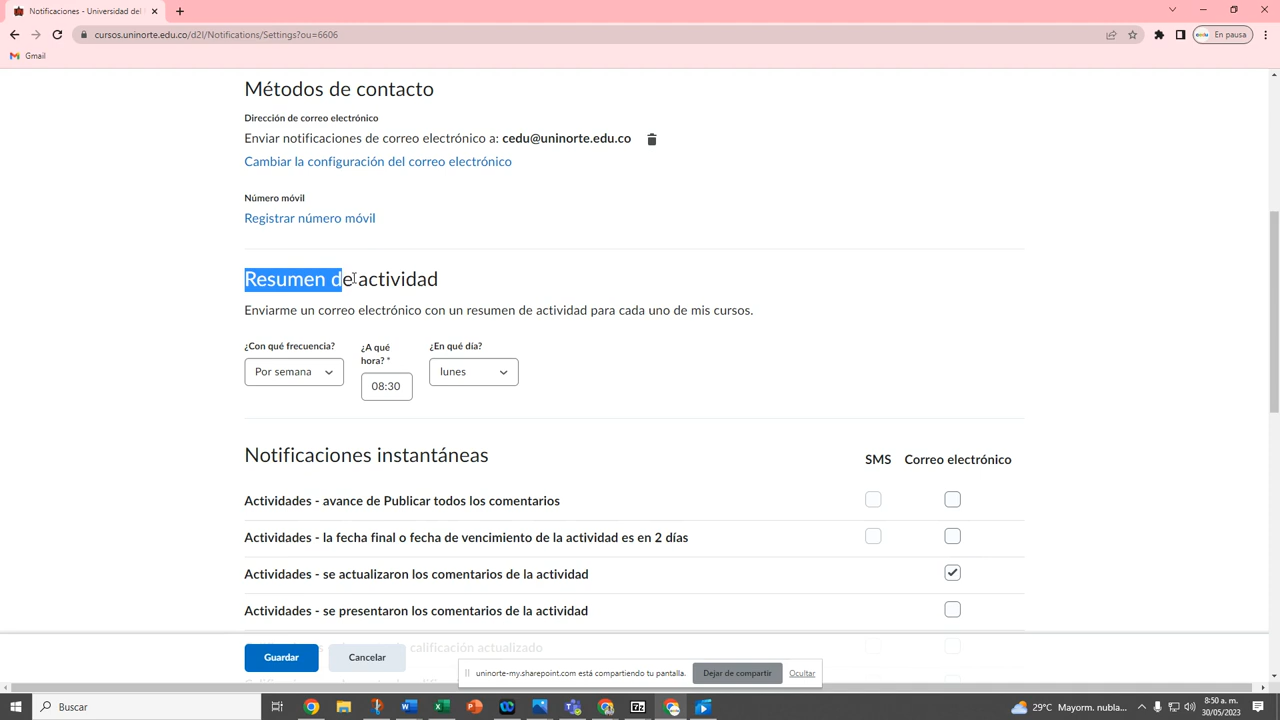 Notificaciones - Universidad del
cursos.uninorte.edu.co/d2l/Notifications/Settings?ou=6606
En pausa
Gmail
Métodos de contacto
Dirección de correo electrónico
Enviar notificaciones de correo electrónico a: cedu@uninorte.edu.co
Cambiar la configuración del correo electrónico
Número móvil
Registrar número móvil
Resumen de actividad
Enviarme un correo electrónico con un resumen de actividad para cada uno de mis cursos.
¿Con qué frecuencia?
Por semana
¿A qué
hora? *
08:30
¿En qué día?
lunes
Notificaciones instantáneas
SMS Correo electrónico
Actividades - avance de Publicar todos los comentarios
Actividades - la fecha final o fecha de vencimiento de la actividad es en 2 días
Actividades - se actualizaron los comentarios de la actividad
Actividades - se presentaron los comentarios de la actividad
calificación actualizado
Guardar Cancelar
uninorte-my.sharepoint.com está compartiendo tu pantalla. Dejar de compartir Ocultar
Buscar
29°C Mayorm. nubla...
8:50 a. m.
30/05/2023